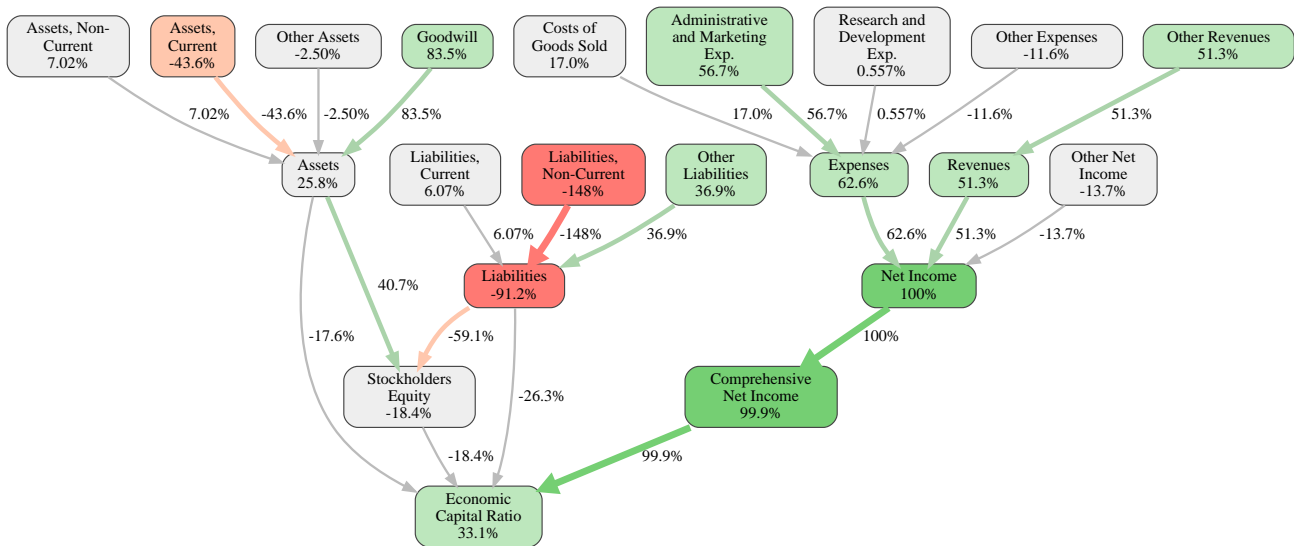 Assets, Non-
Current
7.02%
Assets,
Current
-43.6%
Other Assets
-2.50%
Goodwill
83.5%
Costs of
Goods Sold
17.0%
Administrative
and Marketing
Exp.
56.7%
Research and
Development
Exp.
0.557%
Other Expenses
-11.6%
Other Revenues
51.3%
7.02%
-43.6%
-2.50%
83.5%
17.0%
56.7%
0.557%
-11.6%
51.3%
Assets
25.8%
Liabilities,
Current
6.07%
Liabilities,
Non-Current
-148%
Other
Liabilities
36.9%
Expenses
62.6%
Revenues
51.3%
Other Net
Income
-13.7%
6.07%
-148%
36.9%
62.6%
51.3%
-13.7%
40.7%
Liabilities
-91.2%
Net Income
100%
-17.6%
-59.1%
100%
Stockholders
Equity
-18.4%
-26.3%
Comprehensive
Net Income
99.9%
-18.4%
99.9%
Economic
Capital Ratio
33.1%